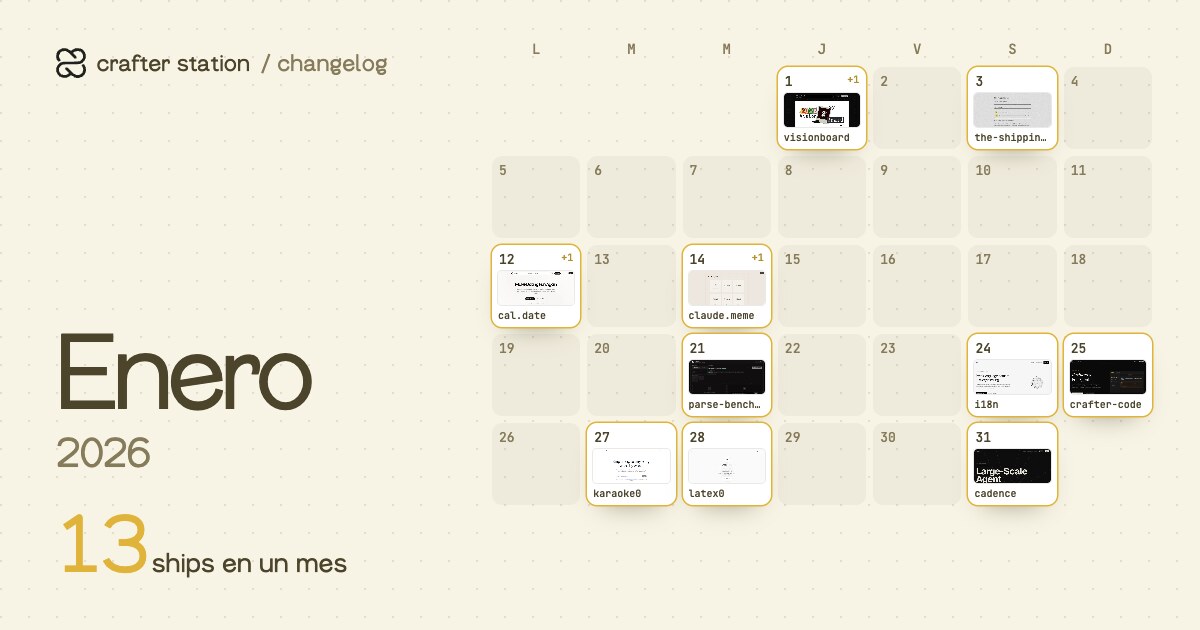 crafter station / changelog
L M M J V S D
1 +1 2 3 4
visionboard the-shippin…
5 6 7 8 9 10 11
12 +1 13 14 +1 15 16 17 18
cal.date claude.meme
19 20 21 22 23 24 25
Large-Scale
Agent
parse-bench… i18n crafter-code
26 27 28 29 30 31
karaoke0 latex0 cadence
Enero
2026
13 ships en un mes